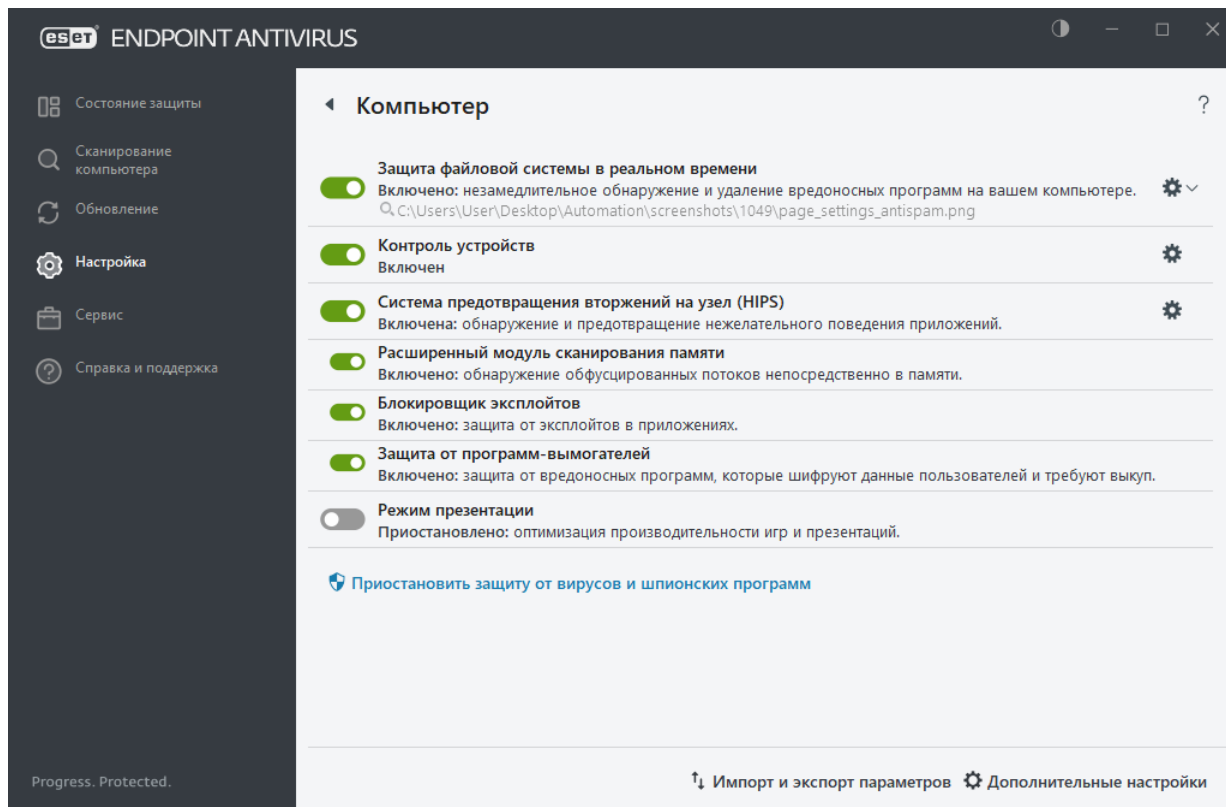 eset ENDPOINT ANTIVIRUS
Состояние защиты
Сканирование
компьютера
Обновление
Настройка
Сервис
Справка и поддержка
Progress. Protected.
Компьютер
?
Защита файловой системы в реальном времени
Включено: незамедлительное обнаружение и удаление вредоносных программ на вашем компьютере.
C:\Users\User\Desktop\Automation\screenshots\1049\page_settings_antispam.png
Контроль устройств
Включен
Система предотвращения вторжений на узел (HIPS)
Включена: обнаружение и предотвращение нежелательного поведения приложений.
Расширенный модуль сканирования памяти
Включено: обнаружение обфусцированных потоков непосредственно в памяти.
Блокировщик эксплойтов
Включено: защита от эксплойтов в приложениях.
Защита от программ-вымогателей
Включено: защита от вредоносных программ, которые шифруют данные пользователей и требуют выкуп.
Режим презентации
Приостановлено: оптимизация производительности игр и презентаций.
Приостановить защиту от вирусов и шпионских программ
Импорт и экспорт параметров Дополнительные настройки